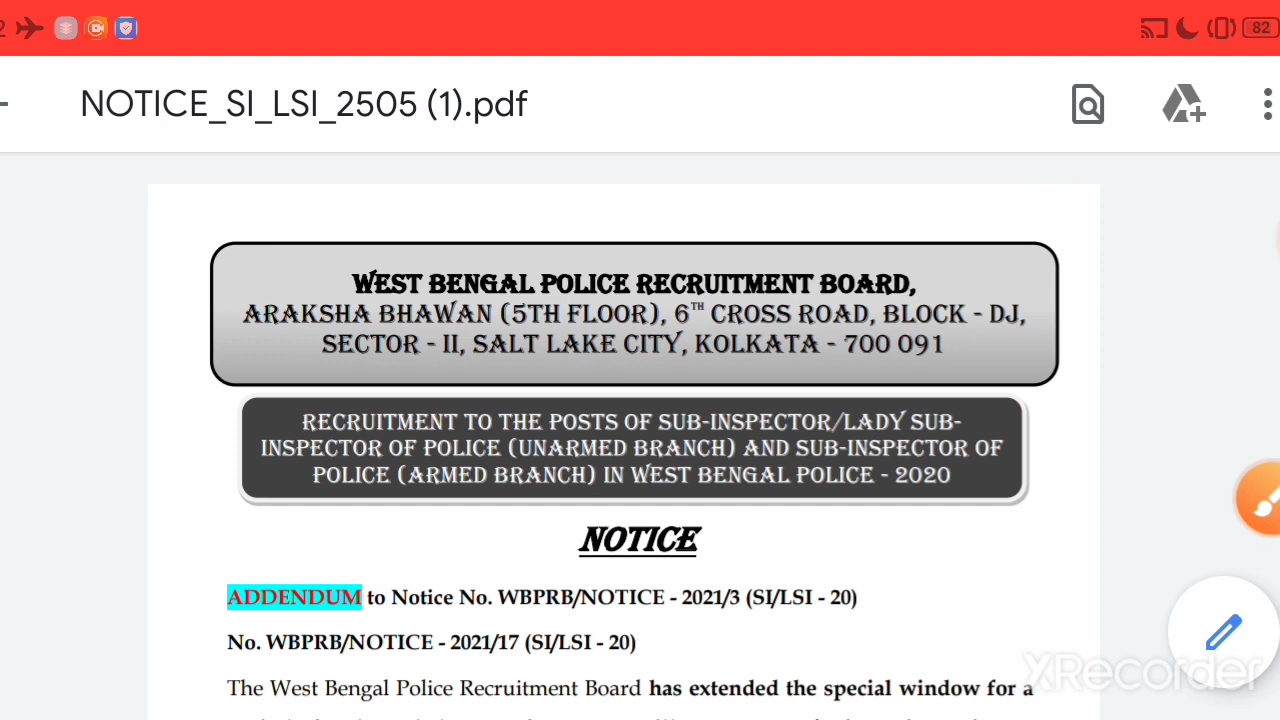 2
82
NOTICE_SI_LSI_2505 (1).pdf
WEST BENGAL POLICE RECRUITMENT BOARD,
ARAKSHA BHAWAN (5TH FLOOR), 6TH CROSS ROAD, BLOCK - DJ,
SECTOR - II, SALT LAKE CITY, KOLKATA - 700 091
RECRUITMENT TO THE POSTS OF SUB-INSPECTOR/LADY SUB-
INSPECTOR OF POLICE (UNARMED BRANCH) AND SUB-INSPECTOR OF
POLICE (ARMED BRANCH) IN WEST BENGAL POLICE - 2020
NOTICE
ADDENDUM to Notice No. WBPRB/NOTICE - 2021/3 (SI/LSI - 20)
No. WBPRB/NOTICE - 2021/17 (SI/LSI - 20)
The West Bengal Police Recruitment Board has extended the special window for a
XRecorder